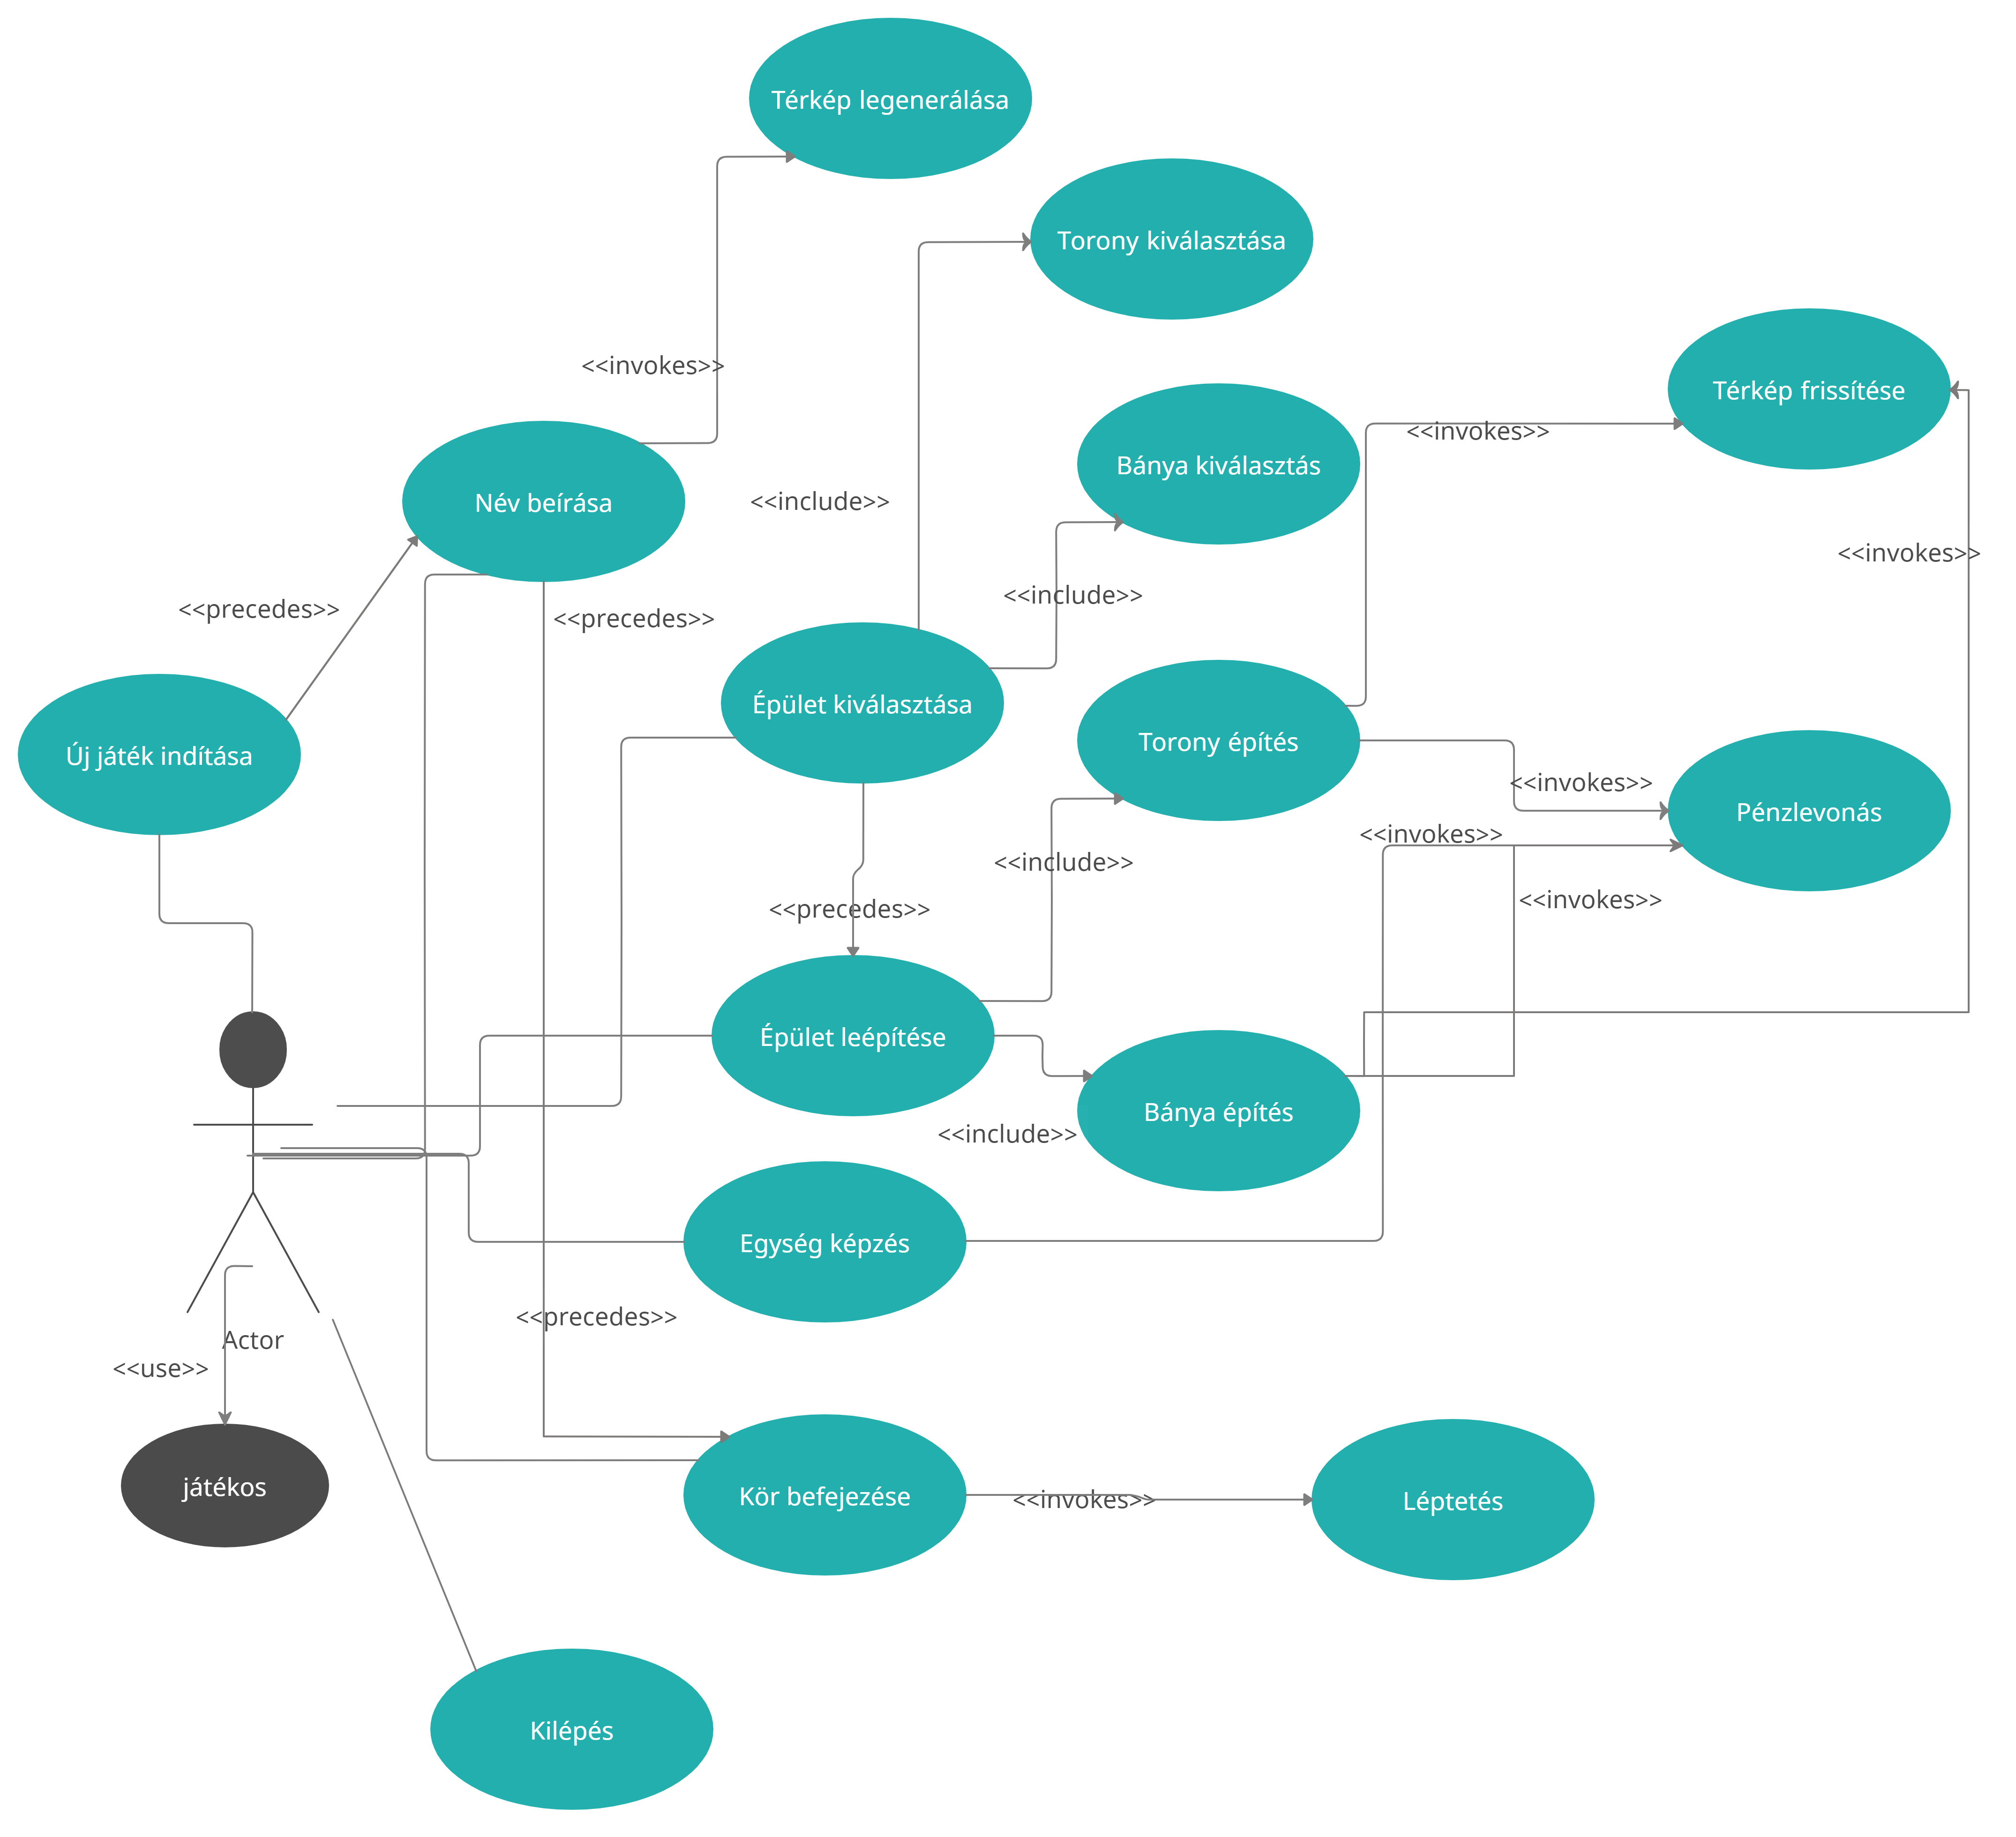 Térkép legenerálása
Torony kiválasztása
<<invokes>>
Térkép frissítése
<<invokes>>
Bánya kiválasztás
Név beírása
<<include>>
<<invokes>>
<<include>>
<<precedes>>
<<precedes>>
Épület kiválasztása
Torony építés
Új játék indítása
<<invokes>>
Pénzlevonás
<<invokes>>
<<include>>
<<invokes>>
<<precedes>>
Épület leépítése
Bánya építés
<<include>>
Egység képzés
<<precedes>>
Actor
<<use>>
játékos
Kör befejezése
<<invokes>>
Léptetés
Kilépés